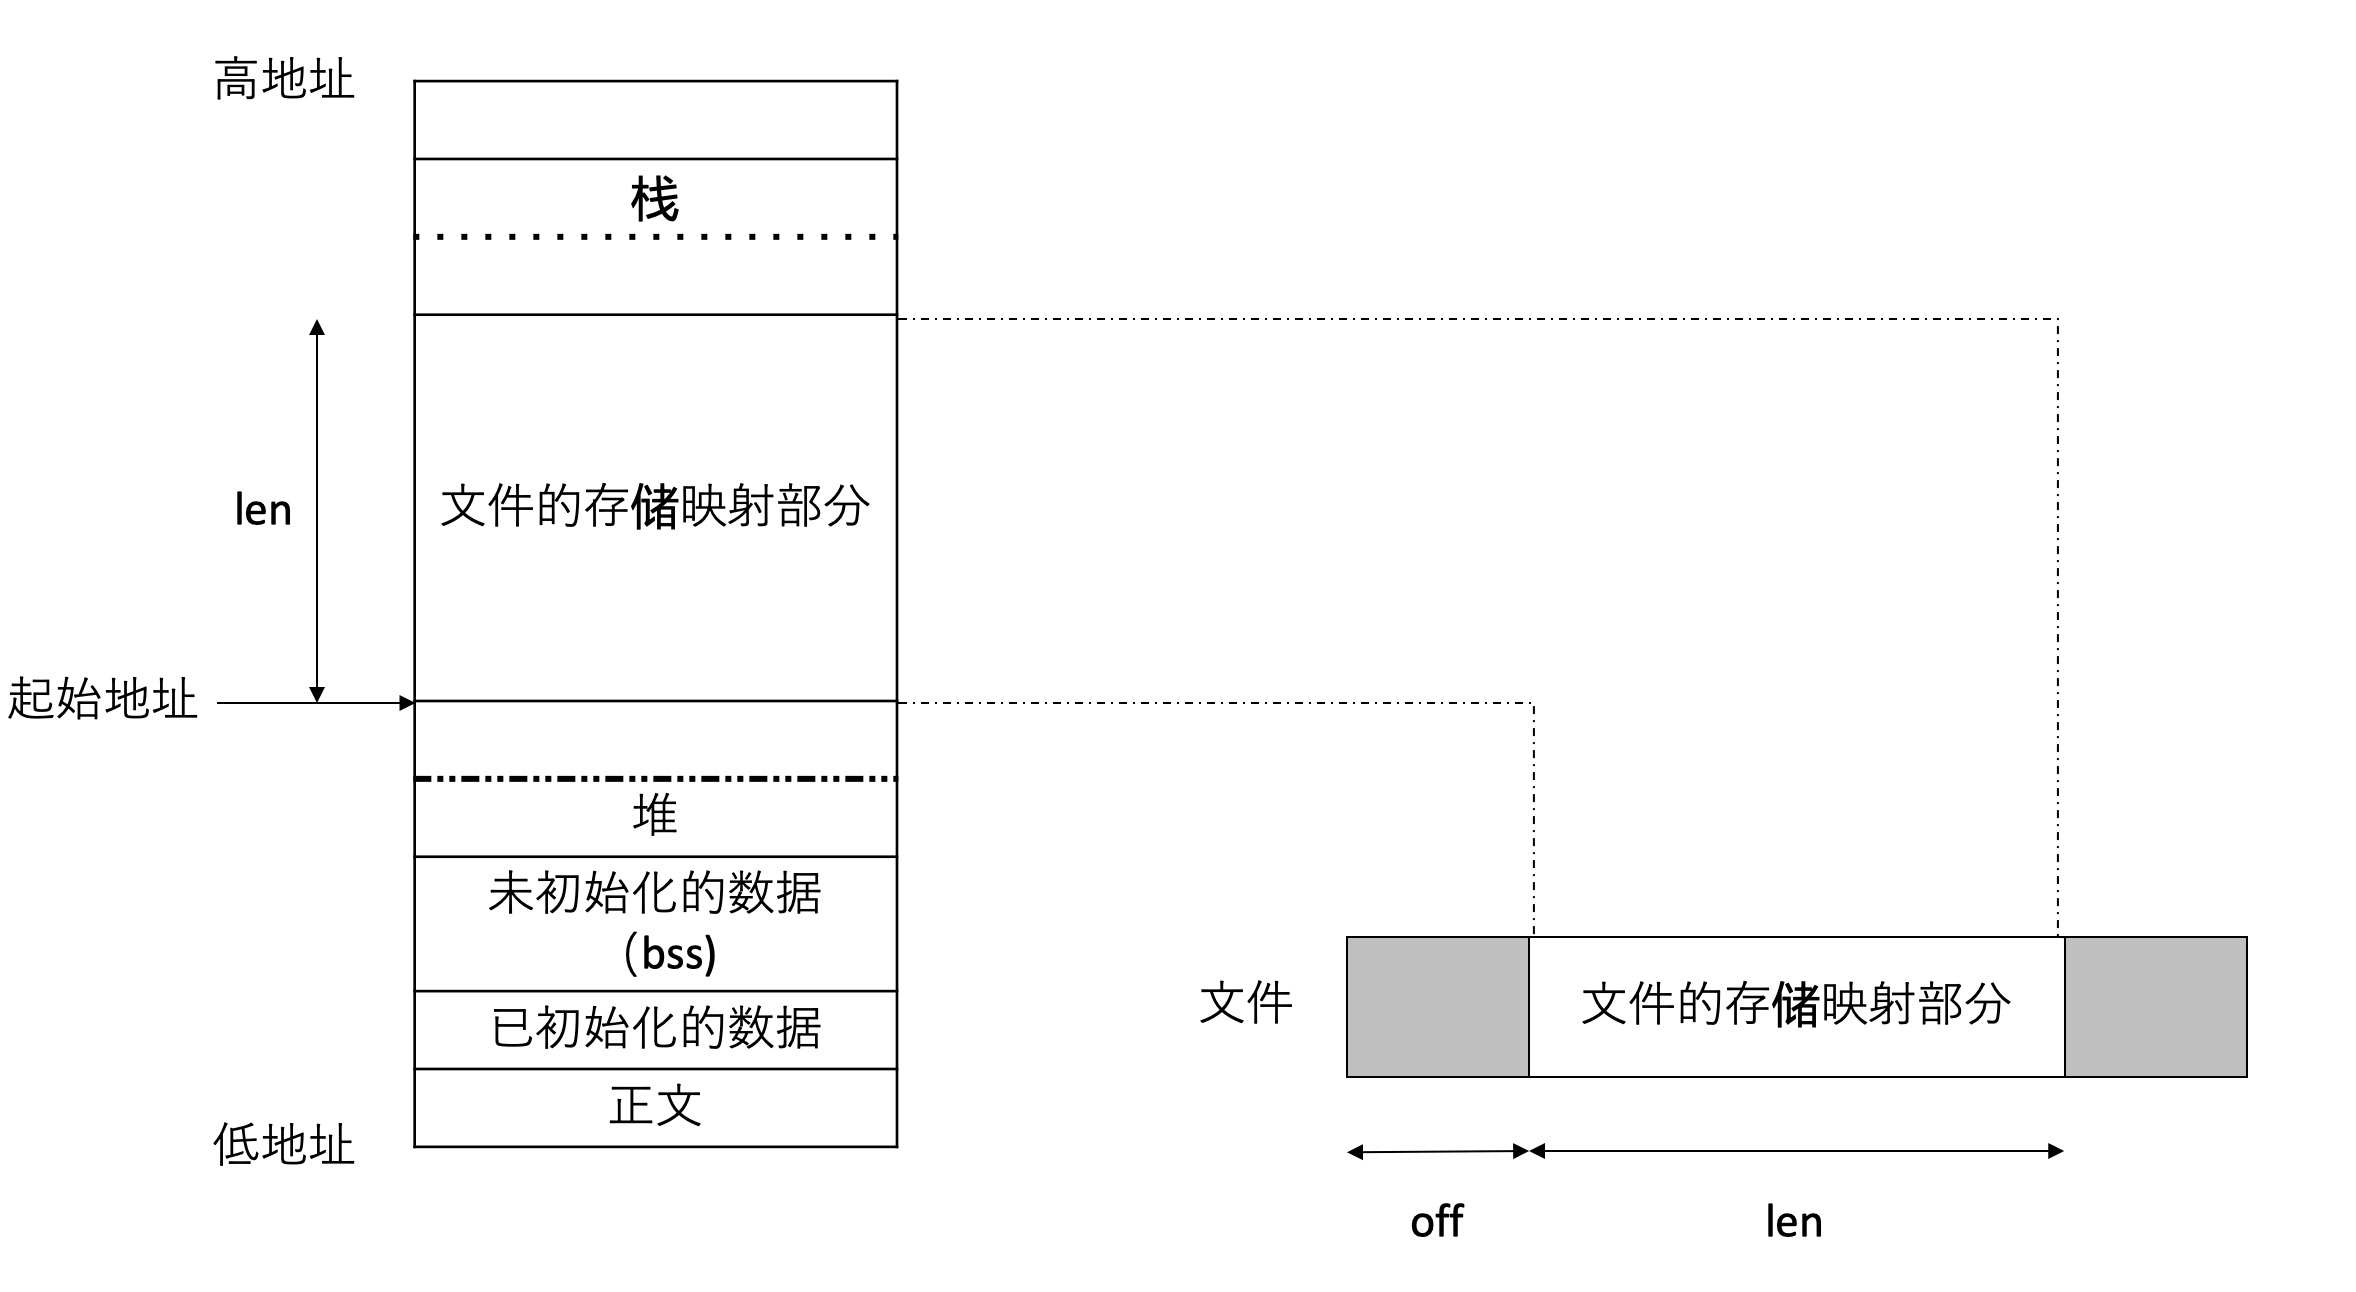 高地址
栈
len
文件的存储映射部分
起始地址
堆
未初始化的数据
（bss)
已初始化的数据
正文
低地址
文件
文件的存储映射部分
off
len